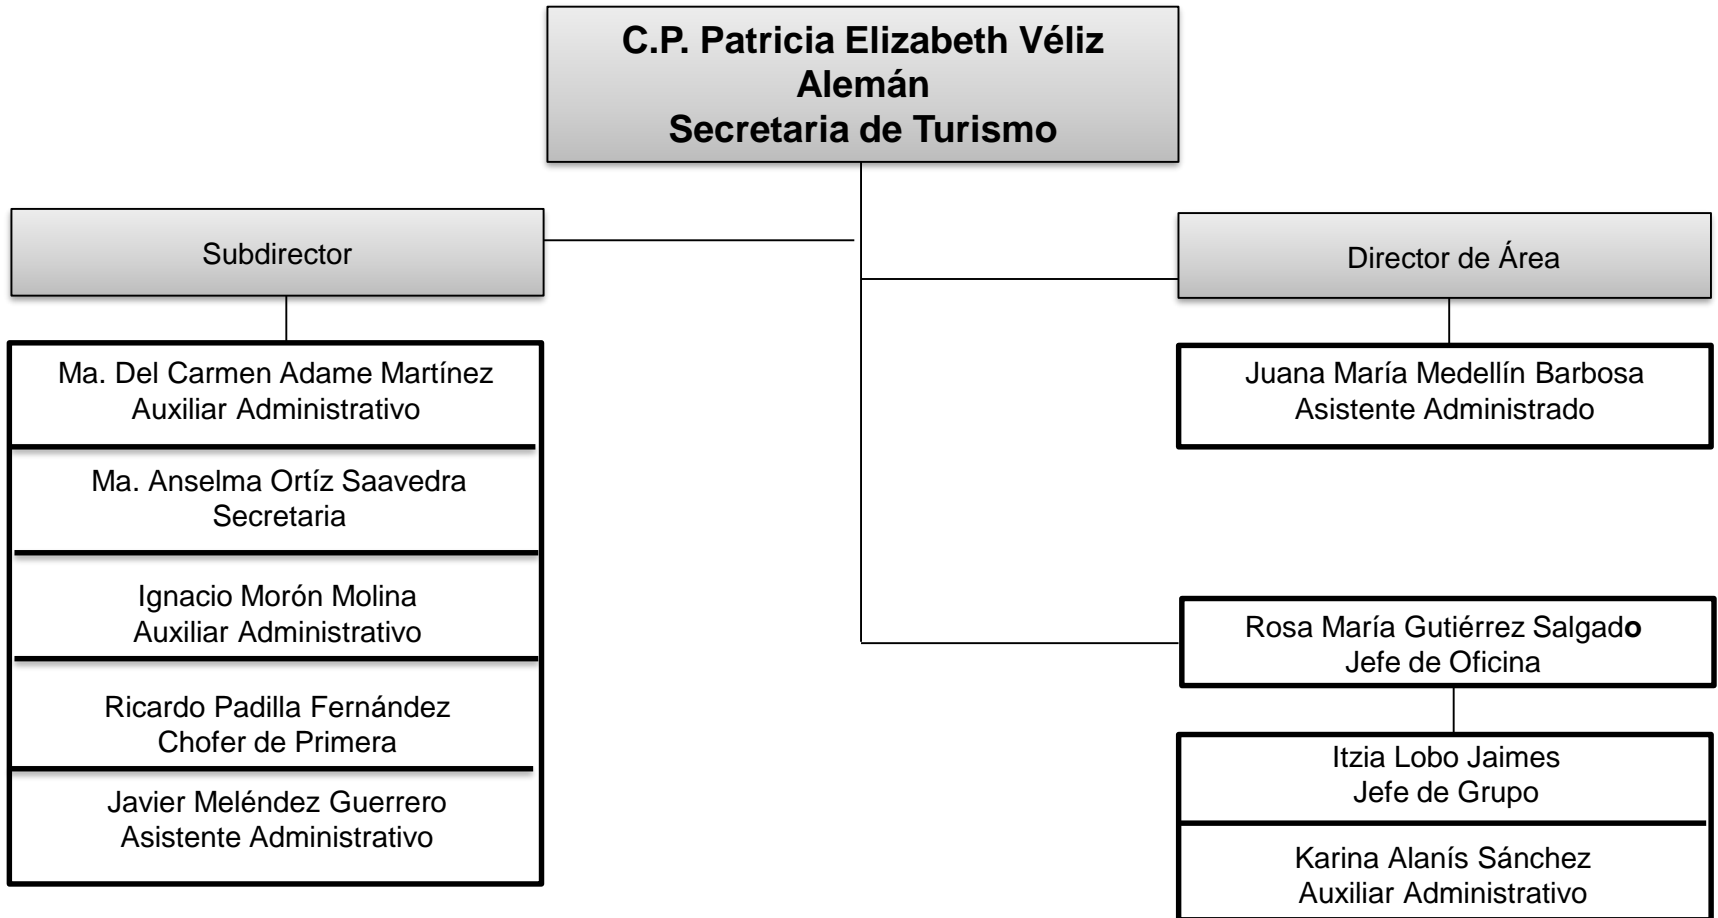 C.P. Patricia Elizabeth Véliz
Alemán
Secretaria de Turismo
Subdirector
Director de Área
Ma. Del Carmen Adame Martínez
Auxiliar Administrativo
Ma. Anselma Ortíz Saavedra
Secretaria
Ignacio Morón Molina
Auxiliar Administrativo
Ricardo Padilla Fernández
Chofer de Primera
Javier Meléndez Guerrero
Asistente Administrativo
Juana María Medellín Barbosa
Asistente Administrado
Rosa María Gutiérrez Salgado
Jefe de Oficina
Itzia Lobo Jaimes
Jefe de Grupo
Karina Alanís Sánchez
Auxiliar Administrativo